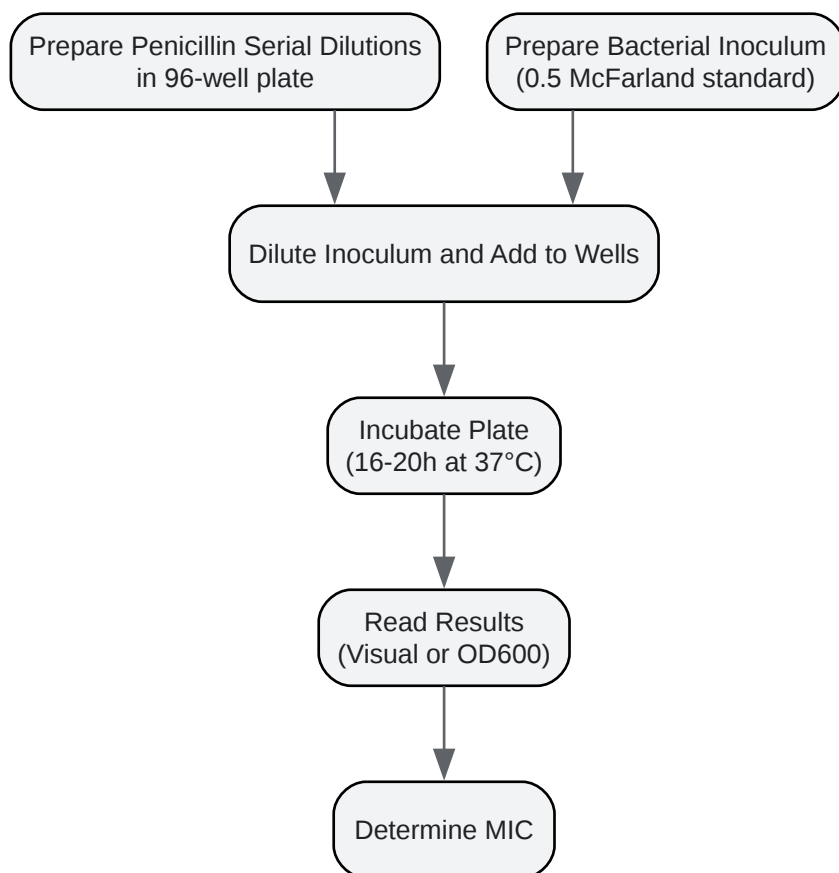 Prepare Penicillin Serial Dilutions
in 96-well plate
Prepare Bacterial Inoculum
(0.5 McFarland standard)
Dilute Inoculum and Add to Wells
Incubate Plate
(16-20h at 37°C)
Read Results
(Visual or OD600)
Determine MIC